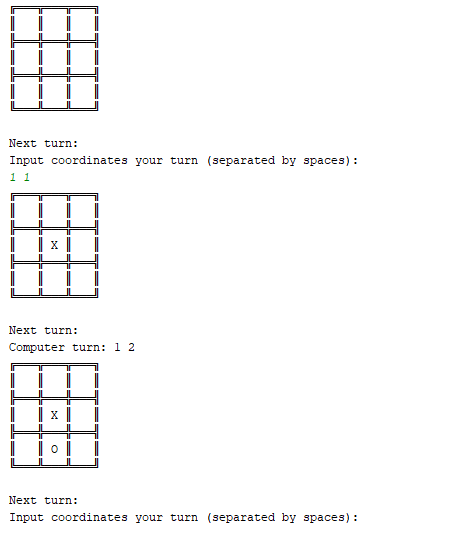 Next turn:
Input coordinates your turn (separated by spaces):
1 1
X
Next turn:
Computer turn: 1 2
X
O
Next turn:
Input coordinates your turn (separated by spaces):